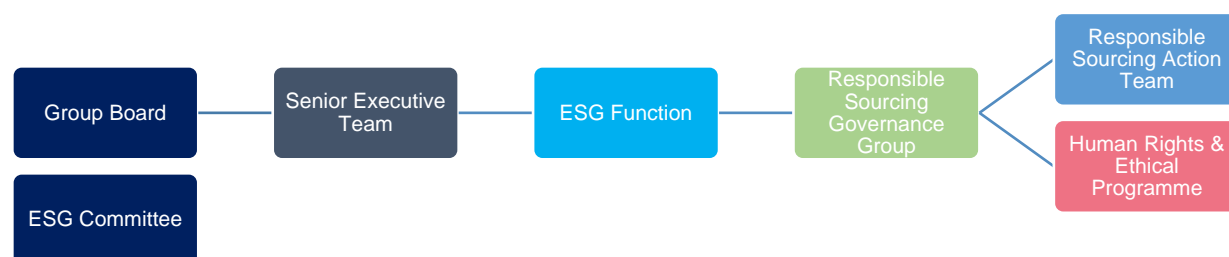 Group Board
Senior Executive
Team
ESG Function
Responsible
Sourcing
Governance
Group
Responsible
Sourcing Action
Team
Human Rights &
Ethical
Programme
ESG Committee